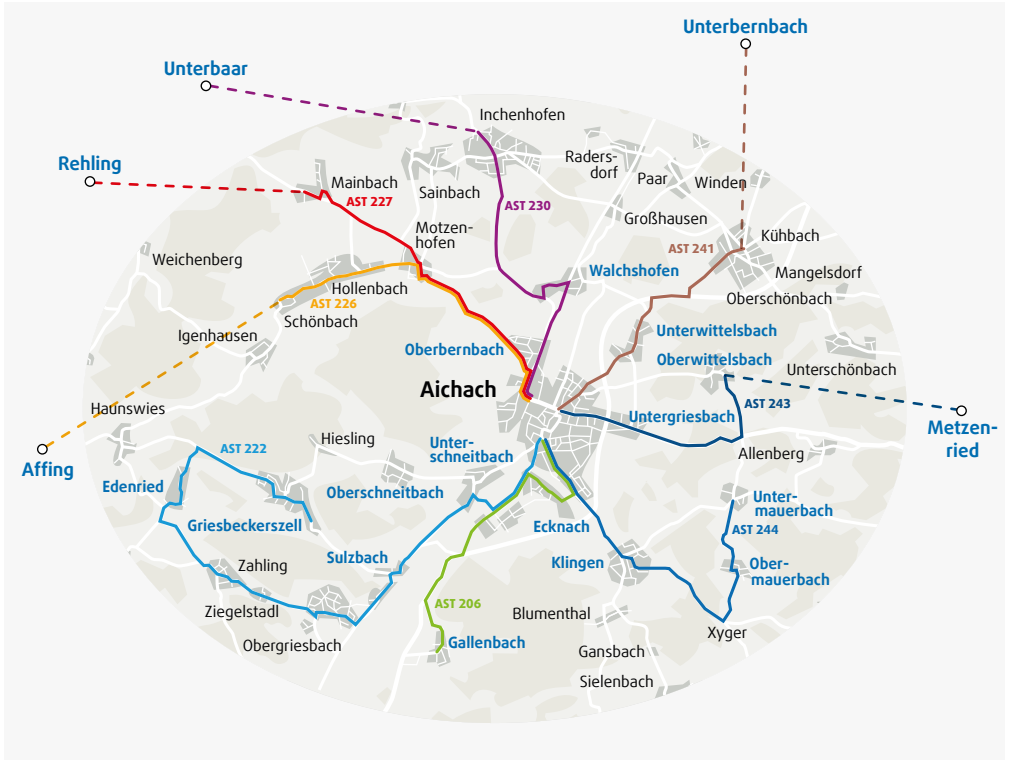 Unterbernbach
Unterbaar
Inchenhofen
Raders-
dorf
Rehling
Mainbach
Sainbach
Paar
Winden
AST 227
AST 230
Großhausen
Motzen-
hofen
AST 241
Kühbach
Weichenberg
Walchshofen
Mangelsdorf
Hollenbach
Oberschönbach
AST 226
Schönbach
Igenhausen
Unterwittelsbach
Oberbernbach
Oberwittelsbach
Unterschönbach
Aichach
AST 243
Haunswies
Untergriesbach
Metzen-
ried
Hiesling
Unter-
schneitbach
AST 222
Allenberg
Affing
Edenried
Oberschneitbach
Unter-
mauerbach
Griesbeckerszell
Ecknach
AST 244
Sulzbach
Klingen
Ober-
mauerbach
Zahling
AST 206
Ziegelstadl
Blumenthal
Xyger
Obergriesbach
Gallenbach
Gansbach
Sielenbach